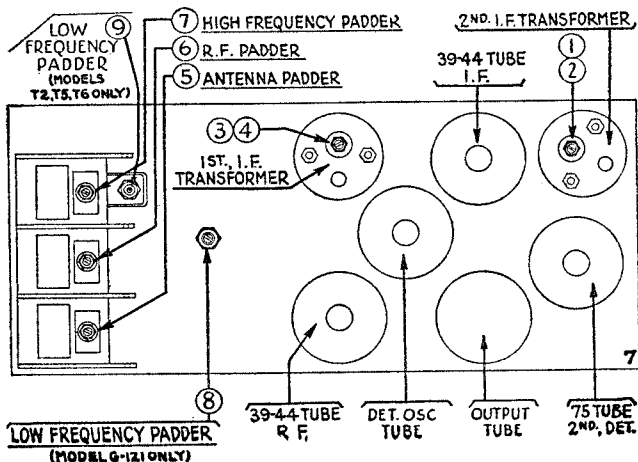 LOW
FREQUENCY
PADDER
(MODELS
T2,T5,T6 ONLY)
9
7 HIGH FREQUENCY PADDER
6 R.F. PADDER
5 ANTENNA PADDER
3 4
1ST. I.F.
TRANSFORMER
39-44 TUBE
I.F.
2ND. I.F. TRANSFORMER
1
2
7
8
LOW FREQUENCY PADDER
(MODEL G-121 ONLY)
39-44 TUBE
R F.
DET. OSC
TUBE
OUTPUT
TUBE
75 TUBE
2ND. DET.